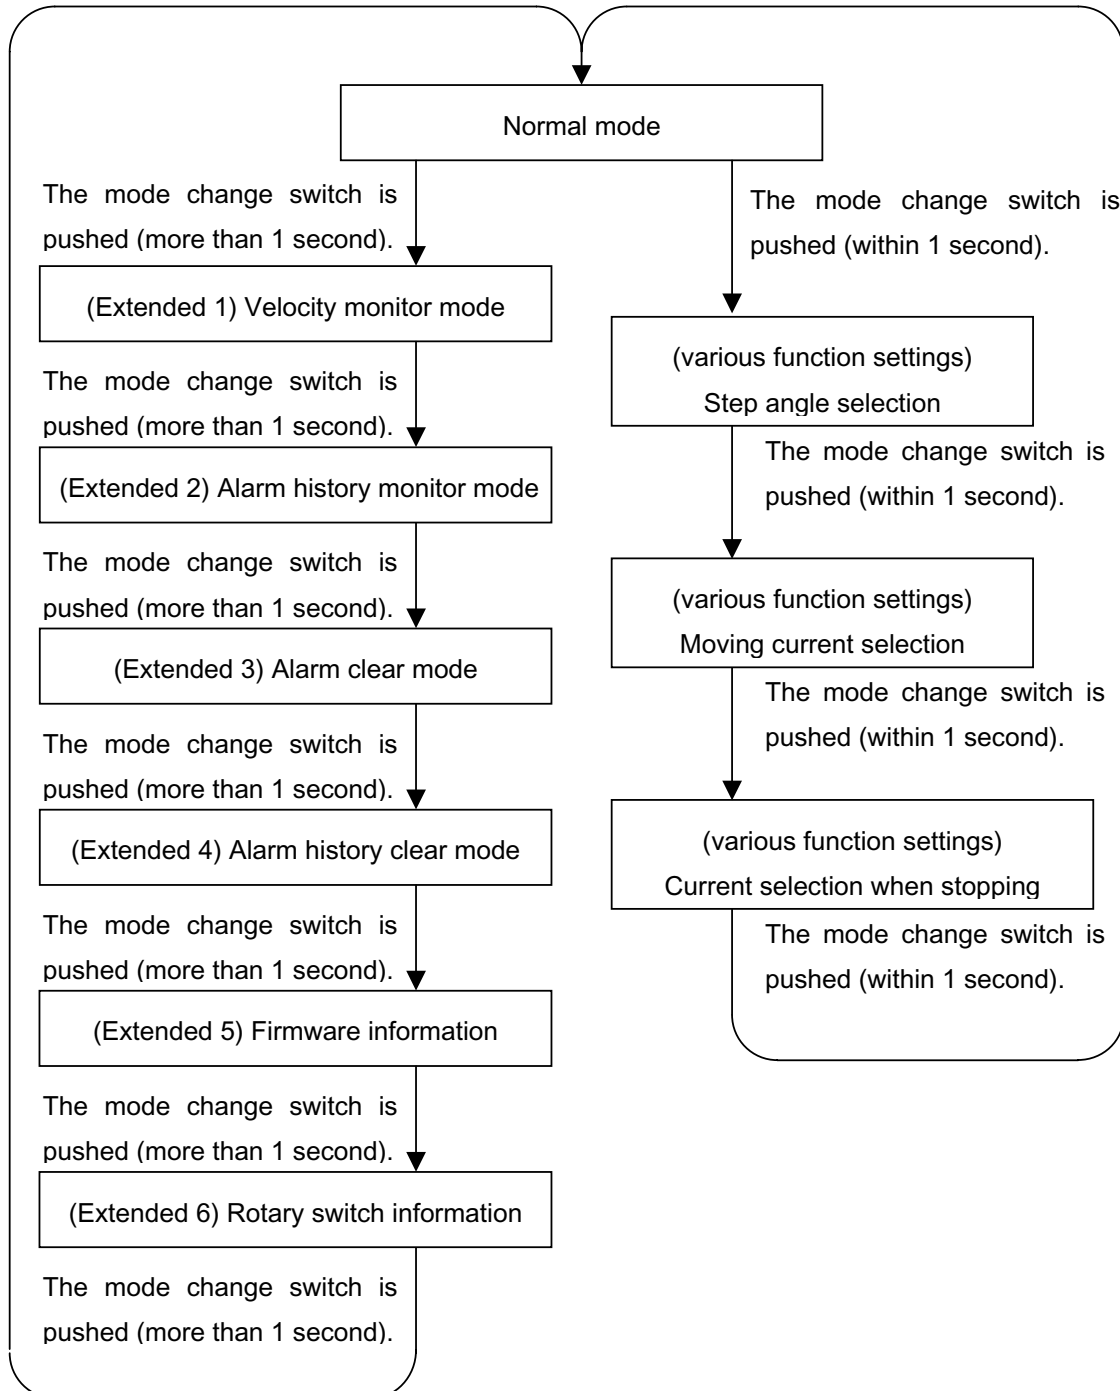 Normal mode
The mode change switch is
pushed (more than 1 second).
(Extended 1) Velocity monitor mode
The mode change switch is
pushed (more than 1 second).
(Extended 2) Alarm history monitor mode
The mode change switch is
pushed (more than 1 second).
(Extended 3) Alarm clear mode
The mode change switch is
pushed (more than 1 second).
(Extended 4) Alarm history clear mode
The mode change switch is
pushed (more than 1 second).
(Extended 5) Firmware information
The mode change switch is
pushed (more than 1 second).
(Extended 6) Rotary switch information
The mode change switch is
pushed (more than 1 second).
The mode change switch is
pushed (within 1 second).
(various function settings)
Step angle selection
The mode change switch is
pushed (within 1 second).
(various function settings)
Moving current selection
The mode change switch is
pushed (within 1 second).
(various function settings)
Current selection when stopping
The mode change switch is
pushed (within 1 second).